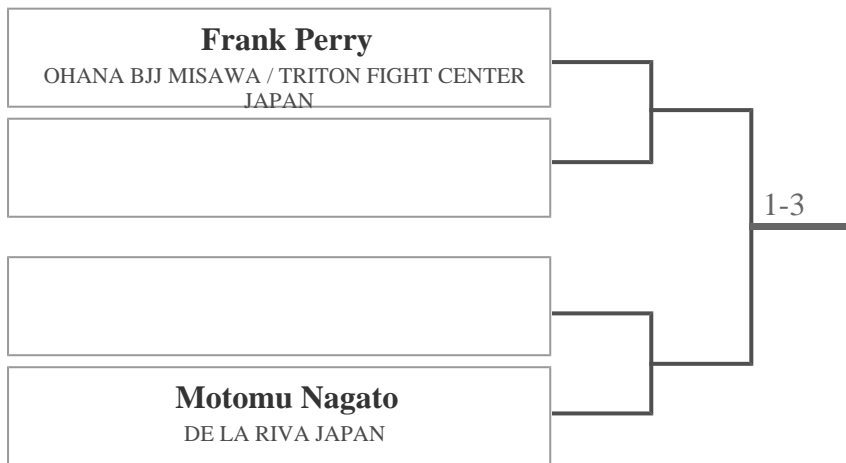 Frank Perry
OHANA BJJ MISAWA / TRITON FIGHT CENTER
JAPAN
1-3
Motomu Nagato
DE LA RIVA JAPAN